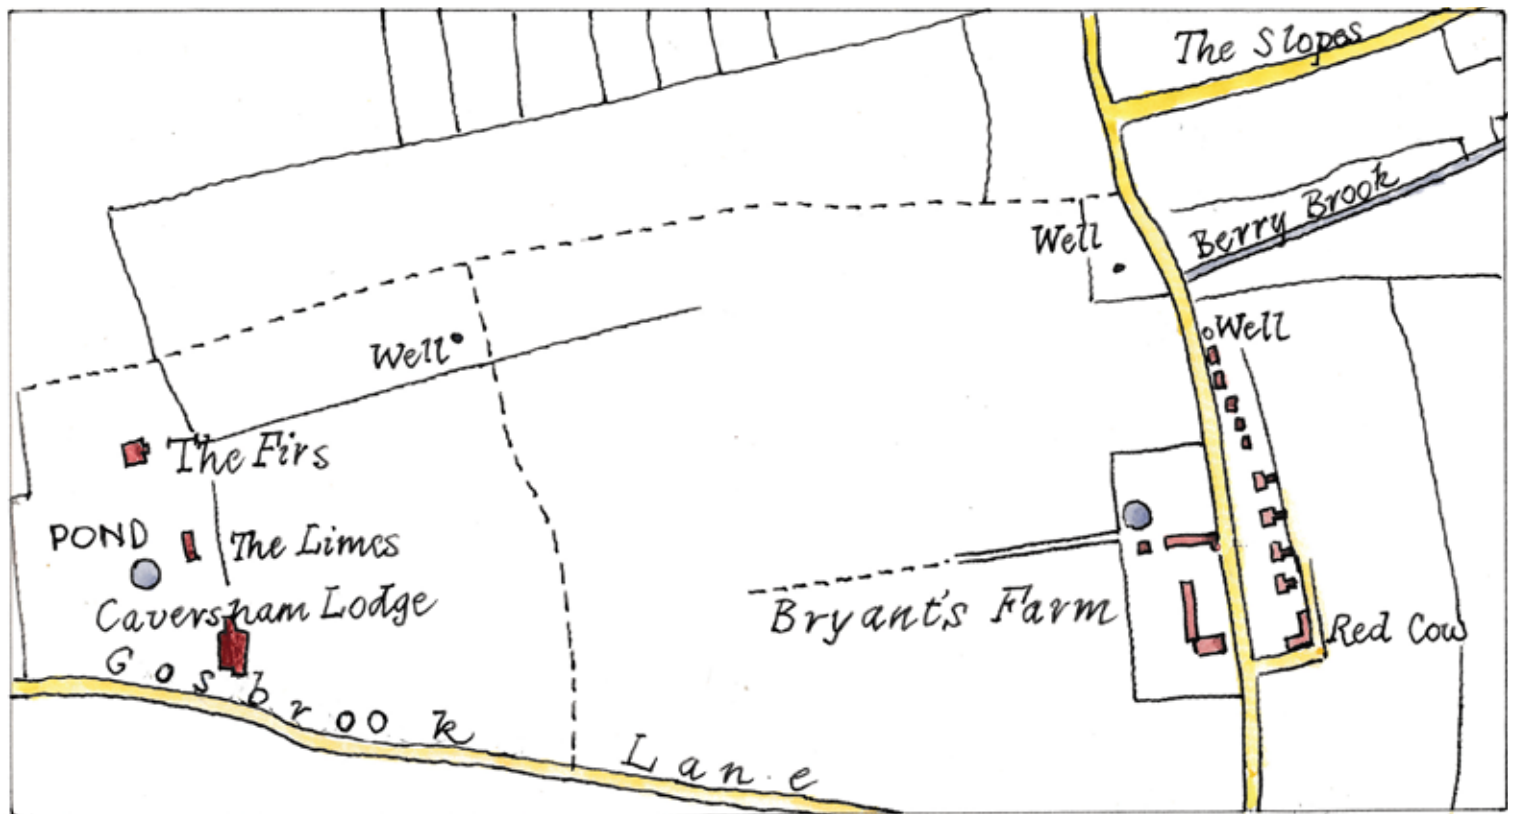 The Slopes
Berry Brook
Well
Well
Well
The Firs
POND
The Limes
Caversham Lodge
Bryant's Farm
Red Cow
Gosbrook Lane